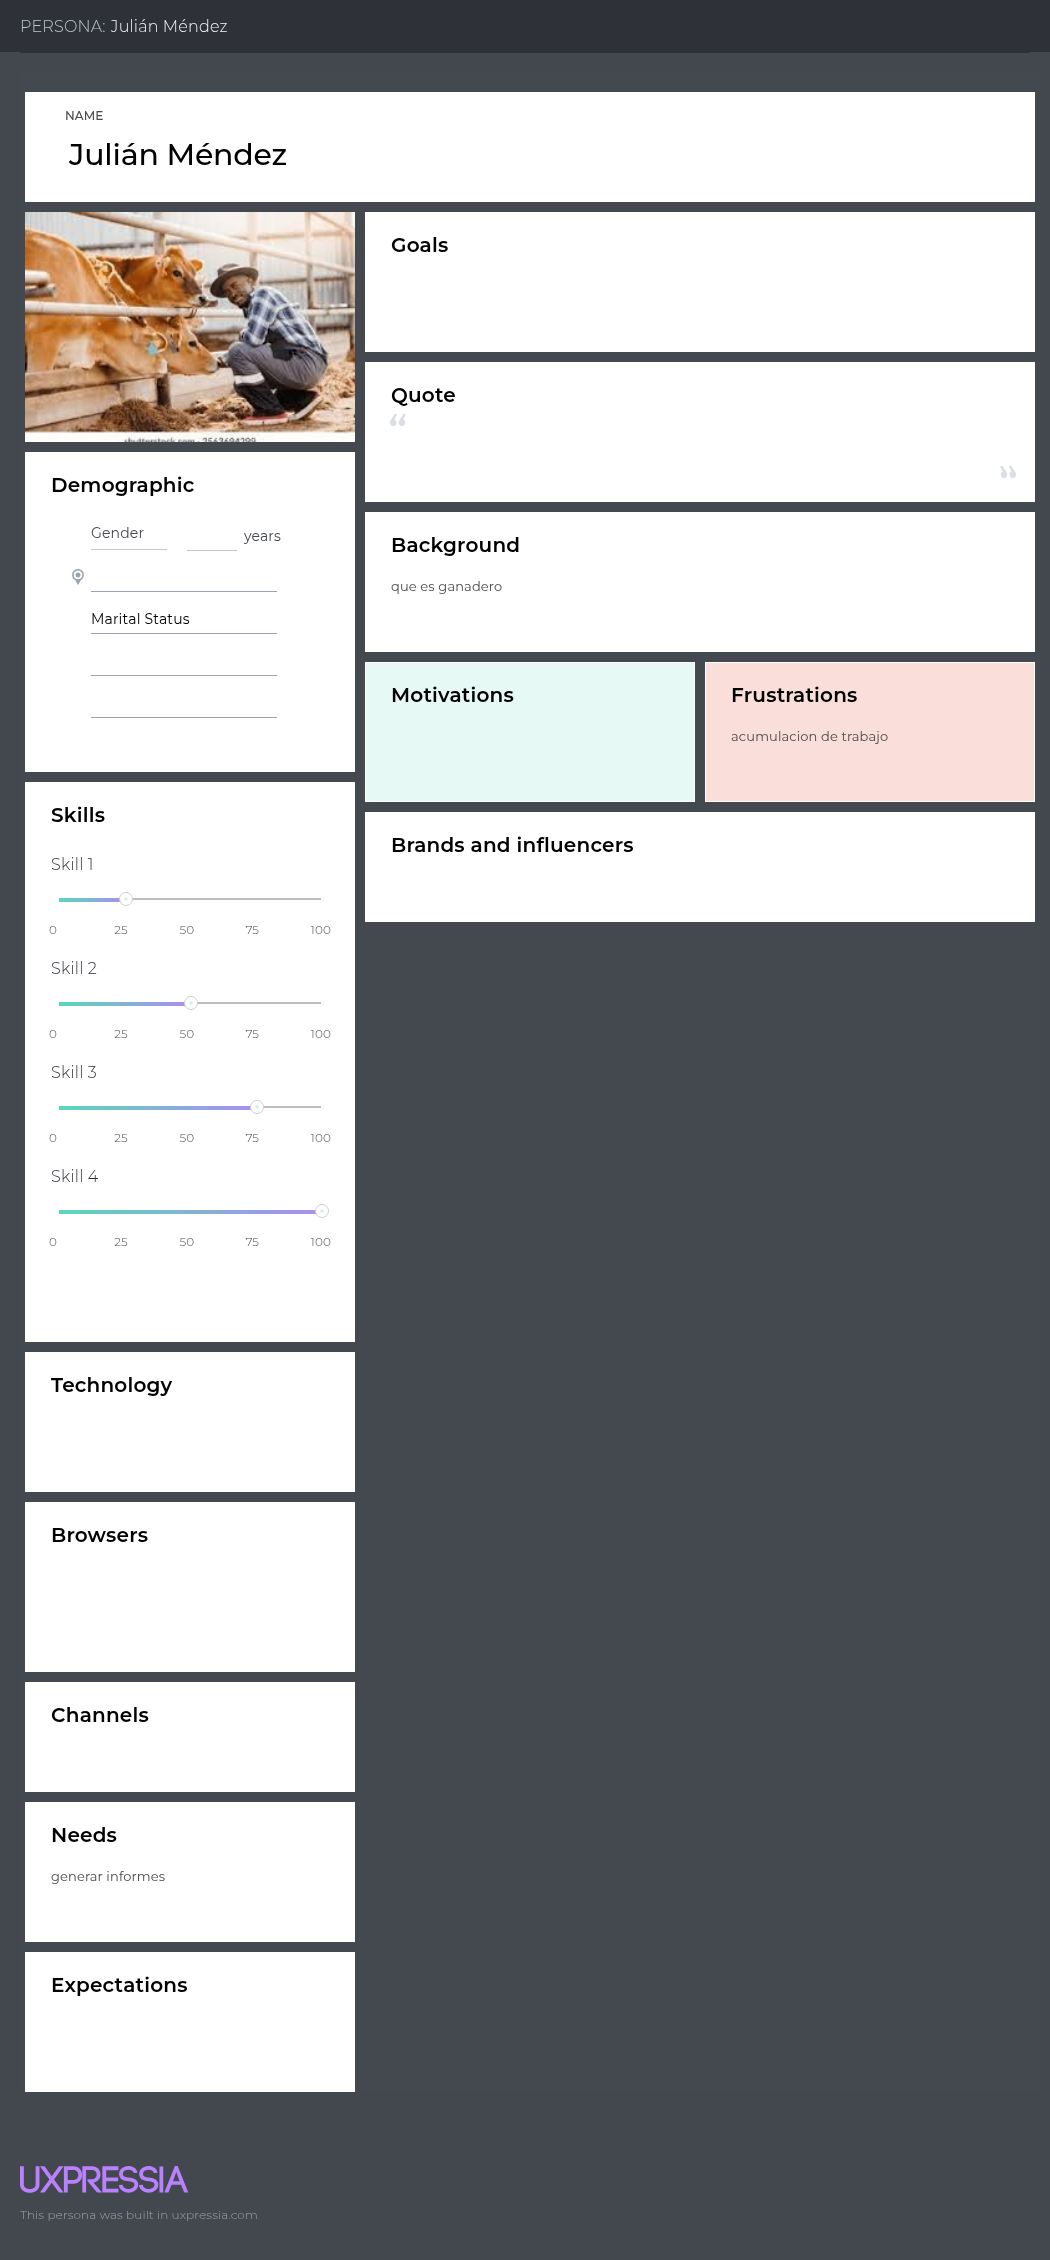 PERSONA: Julián Méndez
NAME
Julián Méndez
shutterstock.com · 2563694299
Demographic
Gender
years
Marital Status
Skills
Skill 1
0 25 50 75 100
Skill 2
0 25 50 75 100
Skill 3
0 25 50 75 100
Skill 4
0 25 50 75 100
Technology
Browsers
Channels
Needs
generar informes
Expectations
Goals
Quote
“
”
Background
que es ganadero
Motivations
Frustrations
acumulacion de trabajo
Brands and influencers
UXPRESSIA
This persona was built in uxpressia.com